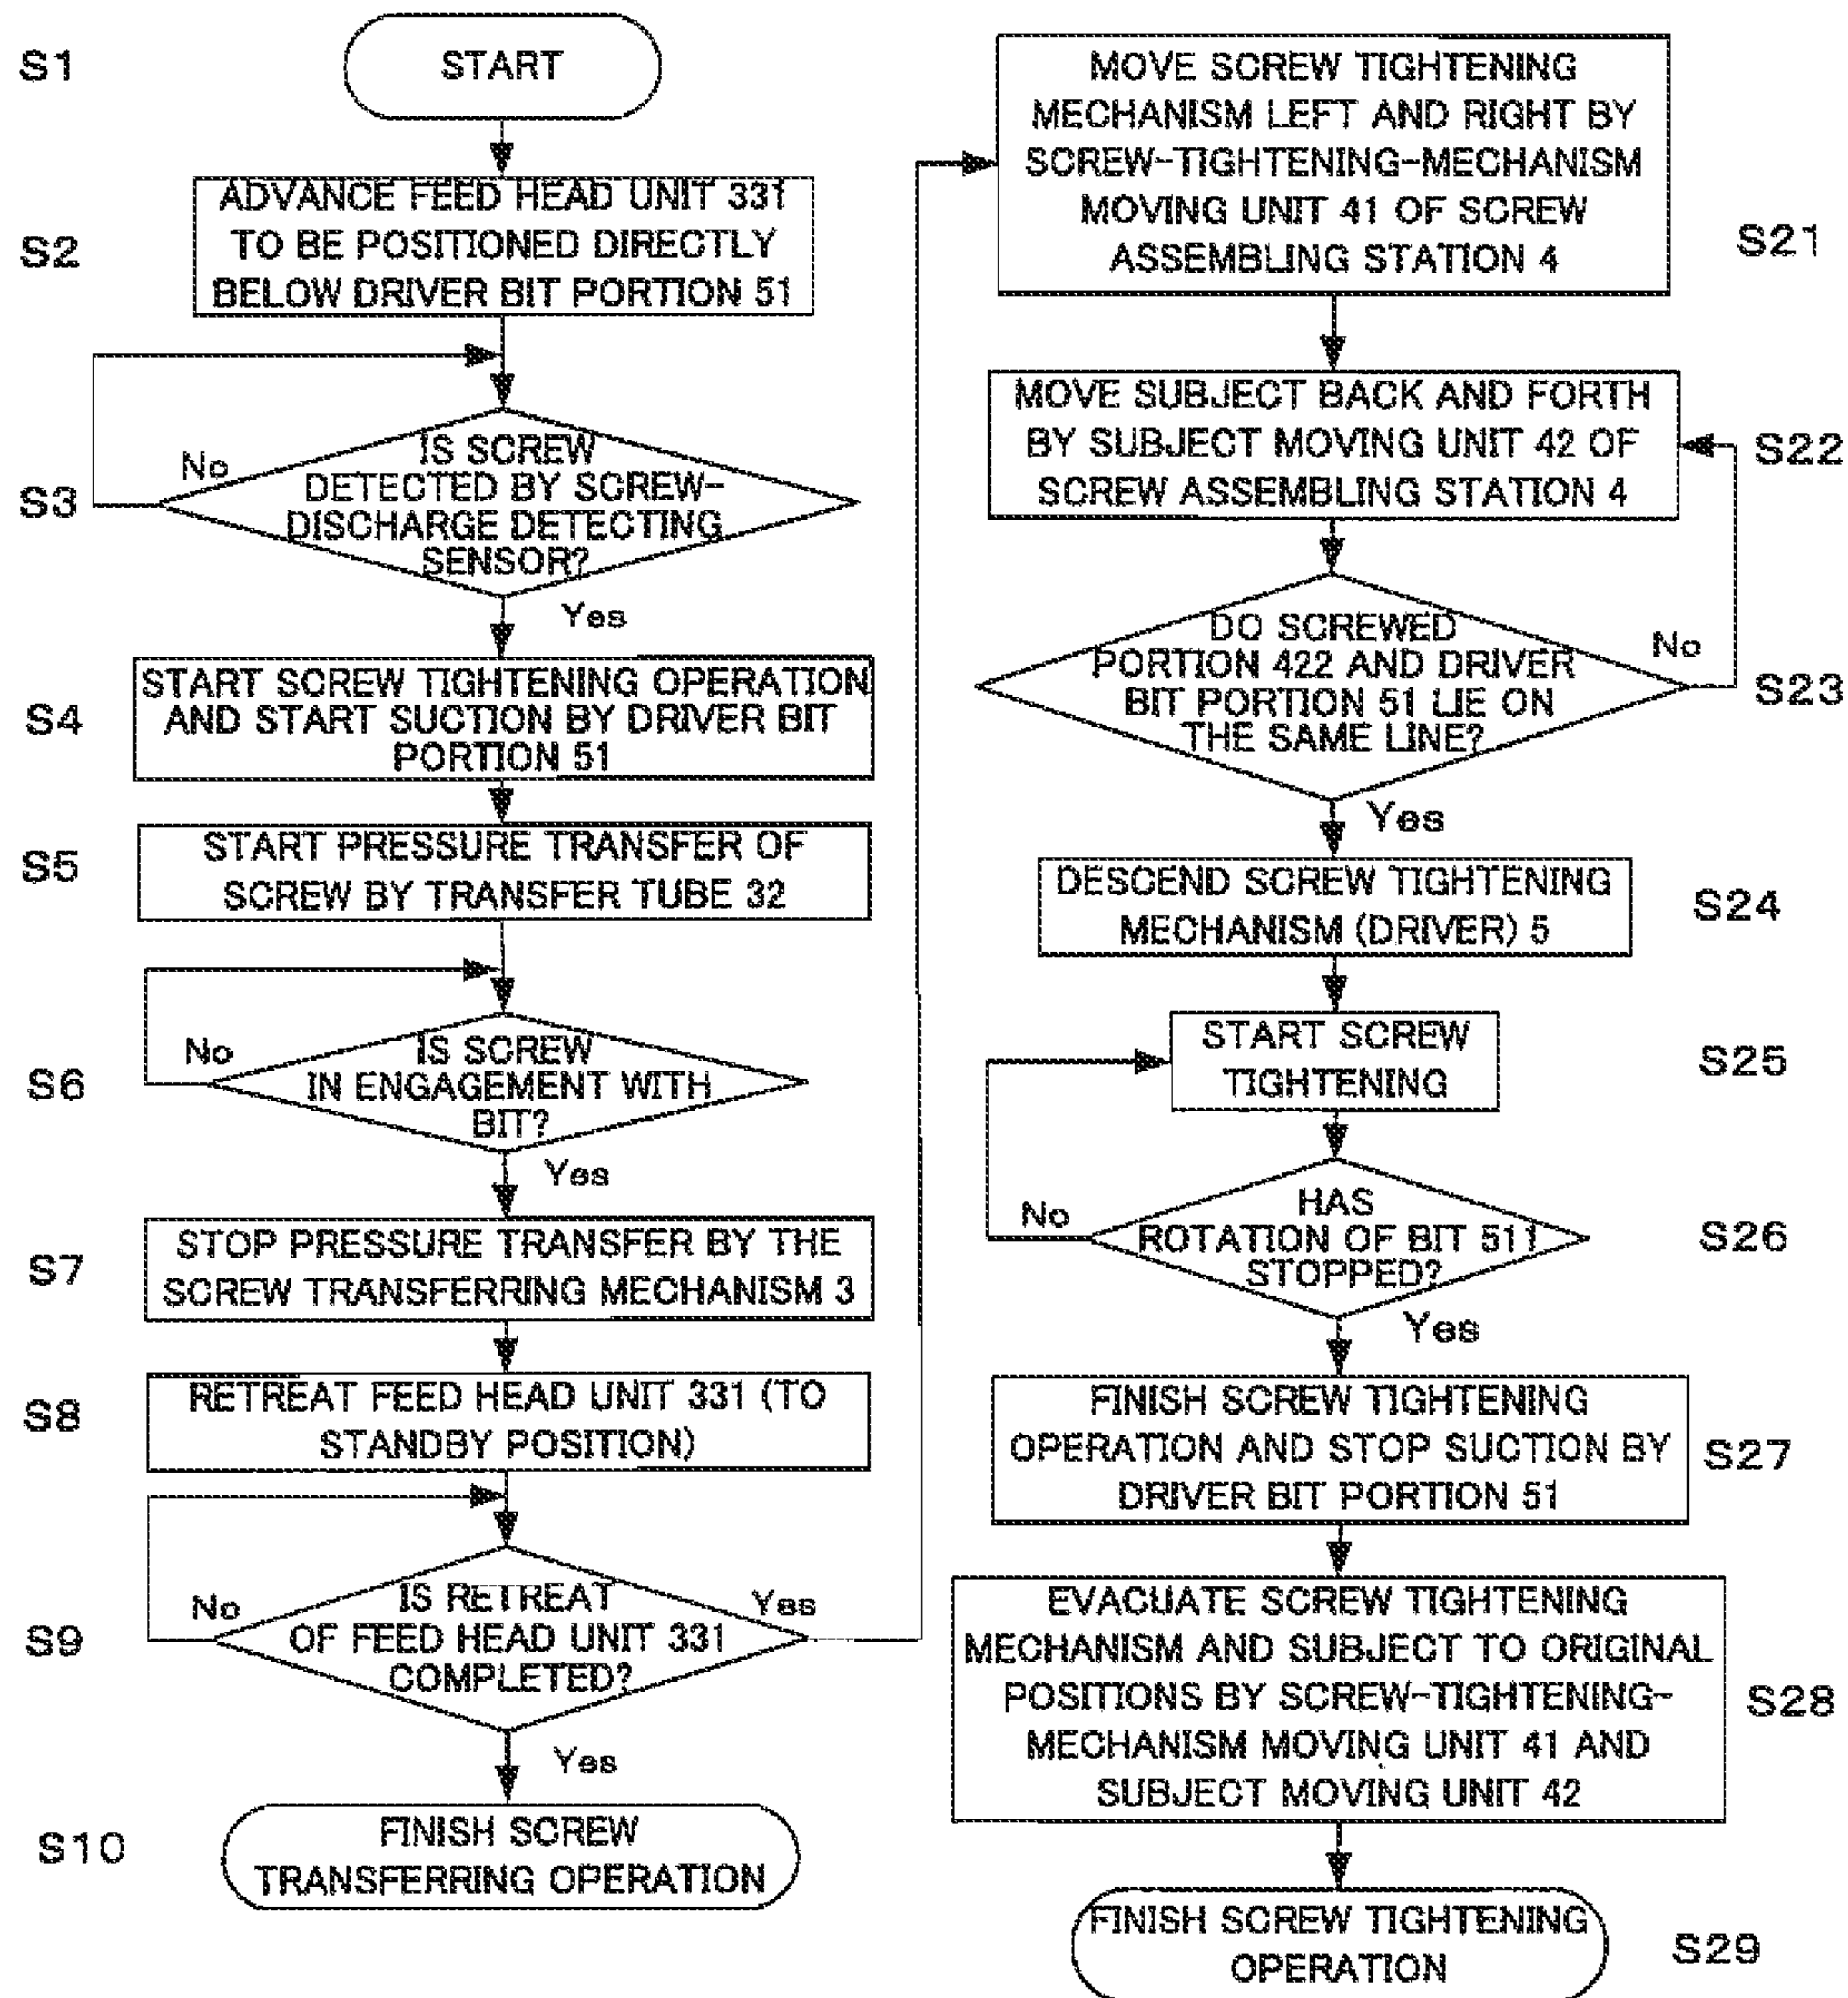 S1
START
S2
ADVANCE FEED HEAD UNIT 331
TO BE POSITIONED DIRECTLY
BELOW DRIVER BIT PORTION 51
S3
No
IS SCREW
DETECTED BY SCREW-
DISCHARGE DETECTING
SENSOR?
Yes
S4
START SCREW TIGHTENING OPERATION
AND START SUCTION BY DRIVER BIT
PORTION 51
S5
START PRESSURE TRANSFER OF
SCREW BY TRANSFER TUBE 32
S6
No
IS SCREW
IN ENGAGEMENT WITH
BIT?
Yes
S7
STOP PRESSURE TRANSFER BY THE
SCREW TRANSFERRING MECHANISM 3
S8
RETREAT FEED HEAD UNIT 331 (TO
STANDBY POSITION)
S9
No
IS RETREAT
OF FEED HEAD UNIT 331
COMPLETED?
Yes
Yes
S10
FINISH SCREW
TRANSFERRING OPERATION
MOVE SCREW TIGHTENING
MECHANISM LEFT AND RIGHT BY
SCREW-TIGHTENING-MECHANISM
MOVING UNIT 41 OF SCREW
ASSEMBLING STATION 4
S21
MOVE SUBJECT BACK AND FORTH
BY SUBJECT MOVING UNIT 42 OF
SCREW ASSEMBLING STATION 4
S22
DO SCREWED
PORTION 422 AND DRIVER
BIT PORTION 51 LIE ON
THE SAME LINE?
No
S23
Yes
DESCEND SCREW TIGHTENING
MECHANISM (DRIVER) 5
S24
START SCREW
TIGHTENING
S25
No
HAS
ROTATION OF BIT 511
STOPPED?
S26
Yes
FINISH SCREW TIGHTENING
OPERATION AND STOP SUCTION BY
DRIVER BIT PORTION 51
S27
EVACUATE SCREW TIGHTENING
MECHANISM AND SUBJECT TO ORIGINAL
POSITIONS BY SCREW-TIGHTENING-
MECHANISM MOVING UNIT 41 AND
SUBJECT MOVING UNIT 42
S28
FINISH SCREW TIGHTENING
OPERATION
S29